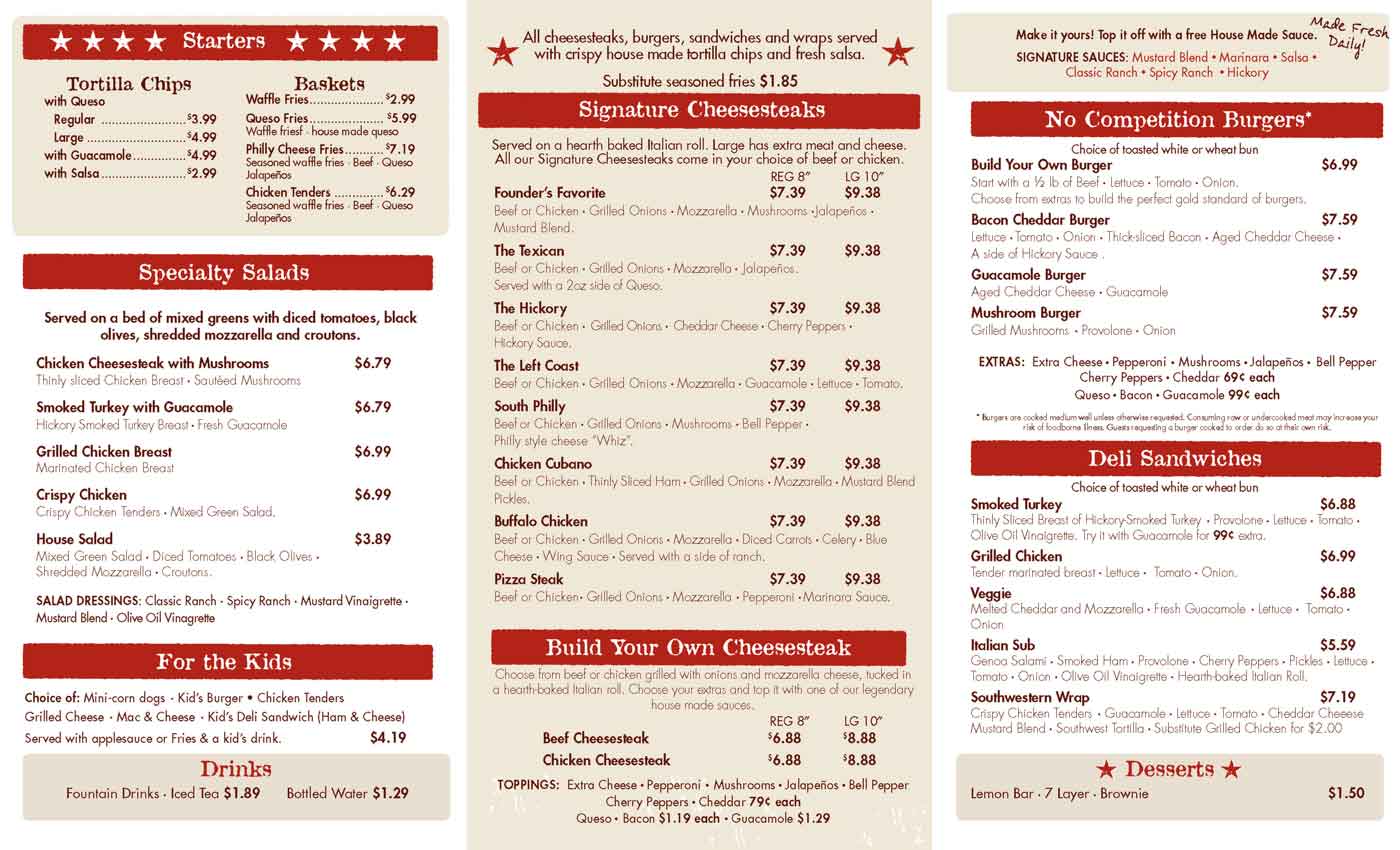 Starters
Tortilla Chips
with Queso
Regular ........................$3.99
Large ..........................$4.99
with Guacamole..............$4.99
with Salsa.......................$2.99
Baskets
Waffle Fries.....................$2.99
Queso Fries.....................$5.99
Waffle friesf · house made queso
Philly Cheese Fries...........$7.19
Seasoned waffle fries · Beef · Queso
Jalapeños
Chicken Tenders ..............$6.29
Seasoned waffle fries · Beef · Queso
Jalapeños
Specialty Salads
Served on a bed of mixed greens with diced tomatoes, black
olives, shredded mozzarella and croutons.
Chicken Cheesesteak with Mushrooms $6.79
Thinly sliced Chicken Breast • Sautéed Mushrooms
Smoked Turkey with Guacamole $6.79
Hickory Smoked Turkey Breast • Fresh Guacamole
Grilled Chicken Breast $6.99
Marinated Chicken Breast
Crispy Chicken $6.99
Crispy Chicken Tenders • Mixed Green Salad.
House Salad $3.89
Mixed Green Salad • Diced Tomatoes • Black Olives •
Shredded Mozzarella • Croutons.
SALAD DRESSINGS: Classic Ranch • Spicy Ranch • Mustard Vinaigrette •
Mustard Blend • Olive Oil Vinagrette
For the Kids
Choice of: Mini-corn dogs · Kid's Burger • Chicken Tenders
Grilled Cheese · Mac & Cheese · Kid's Deli Sandwich (Ham & Cheese)
Served with applesauce or Fries & a kid's drink. $4.19
Drinks
Fountain Drinks · Iced Tea $1.89 Bottled Water $1.29
All cheesesteaks, burgers, sandwiches and wraps served
with crispy house made tortilla chips and fresh salsa.
Substitute seasoned fries $1.85
Signature Cheesesteaks
Served on a hearth baked Italian roll. Large has extra meat and cheese.
All our Signature Cheesesteaks come in your choice of beef or chicken.
REG 8" LG 10"
Founder's Favorite $7.39 $9.38
Beef or Chicken • Grilled Onions • Mozzarella • Mushrooms •Jalapeños •
Mustard Blend.
The Texican $7.39 $9.38
Beef or Chicken • Grilled Onions • Mozzarella • Jalapeños.
Served with a 2oz side of Queso.
The Hickory $7.39 $9.38
Beef or Chicken • Grilled Onions • Cheddar Cheese • Cherry Peppers •
Hickory Sauce.
The Left Coast $7.39 $9.38
Beef or Chicken • Grilled Onions • Mozzarella • Guacamole • Lettuce • Tomato.
South Philly $7.39 $9.38
Beef or Chicken • Grilled Onions • Mushrooms • Bell Pepper •
Philly style cheese "Whiz".
Chicken Cubano $7.39 $9.38
Beef or Chicken • Thinly Sliced Ham • Grilled Onions • Mozzarella • Mustard Blend
Pickles.
Buffalo Chicken $7.39 $9.38
Beef or Chicken • Grilled Onions • Mozzarella • Diced Carrots • Celery • Blue
Cheese • Wing Sauce • Served with a side of ranch.
Pizza Steak $7.39 $9.38
Beef or Chicken• Grilled Onions • Mozzarella • Pepperoni •Marinara Sauce.
Build Your Own Cheesesteak
Choose from beef or chicken grilled with onions and mozzarella cheese, tucked in
a hearth-baked Italian roll. Choose your extras and top it with one of our legendary
house made sauces.
REG 8" LG 10"
Beef Cheesesteak $6.88 $8.88
Chicken Cheesesteak $6.88 $8.88
TOPPINGS: Extra Cheese • Pepperoni • Mushrooms • Jalapeños • Bell Pepper
Cherry Peppers • Cheddar 79¢ each
Queso • Bacon $1.19 each • Guacamole $1.29
Make it yours! Top it off with a free House Made Sauce.
Made Fresh
Daily!
SIGNATURE SAUCES: Mustard Blend • Marinara • Salsa •
Classic Ranch • Spicy Ranch • Hickory
No Competition Burgers*
Choice of toasted white or wheat bun
Build Your Own Burger $6.99
Start with a ½ lb of Beef • Lettuce • Tomato • Onion.
Choose from extras to build the perfect gold standard of burgers.
Bacon Cheddar Burger $7.59
Lettuce • Tomato • Onion • Thick-sliced Bacon • Aged Cheddar Cheese •
A side of Hickory Sauce .
Guacamole Burger $7.59
Aged Cheddar Cheese • Guacamole
Mushroom Burger $7.59
Grilled Mushrooms • Provolone • Onion
EXTRAS: Extra Cheese • Pepperoni • Mushrooms • Jalapeños • Bell Pepper
Cherry Peppers • Cheddar 69¢ each
Queso • Bacon • Guacamole 99¢ each
* Burgers are cooked medium well unless otherwise requested. Consuming raw or undercooked meat may increase your
risk of foodborne illness. Guests requesting a burger cooked to order do so at their own risk.
Deli Sandwiches
Choice of toasted white or wheat bun
Smoked Turkey $6.88
Thinly Sliced Breast of Hickory-Smoked Turkey • Provolone • Lettuce • Tomato •
Olive Oil Vinaigrette. Try it with Guacamole for 99¢ extra.
Grilled Chicken $6.99
Tender marinated breast • Lettuce • Tomato • Onion.
Veggie $6.88
Melted Cheddar and Mozzarella • Fresh Guacamole • Lettuce • Tomato •
Onion
Italian Sub $5.59
Genoa Salami • Smoked Ham • Provolone • Cherry Peppers • Pickles • Lettuce •
Tomato • Onion • Olive Oil Vinaigrette • Hearth-baked Italian Roll.
Southwestern Wrap $7.19
Crispy Chicken Tenders • Guacamole • Lettuce • Tomato • Cheddar Cheeese
Mustard Blend • Southwest Tortilla • Substitute Grilled Chicken for $2.00
Desserts
Lemon Bar · 7 Layer · Brownie $1.50